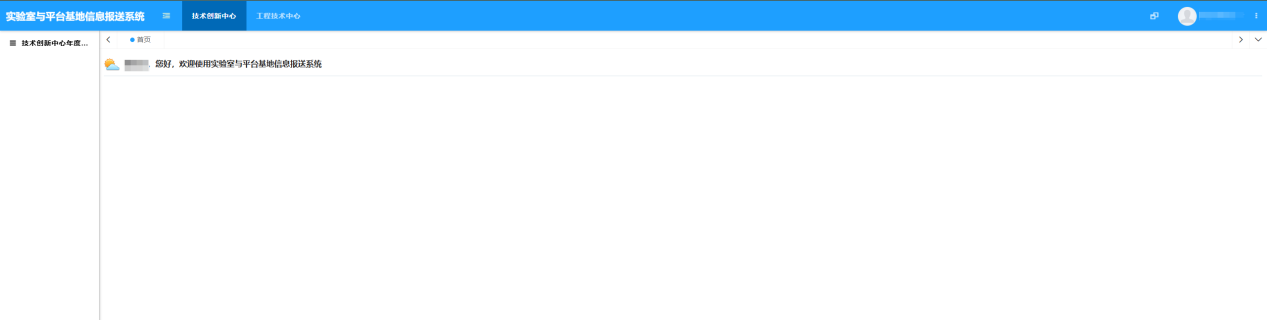 实验室与平台基地信息报送系统 技术创新中心 工程技术中心
技术创新中心年度... 首页
您好，欢迎使用实验室与平台基地信息报送系统